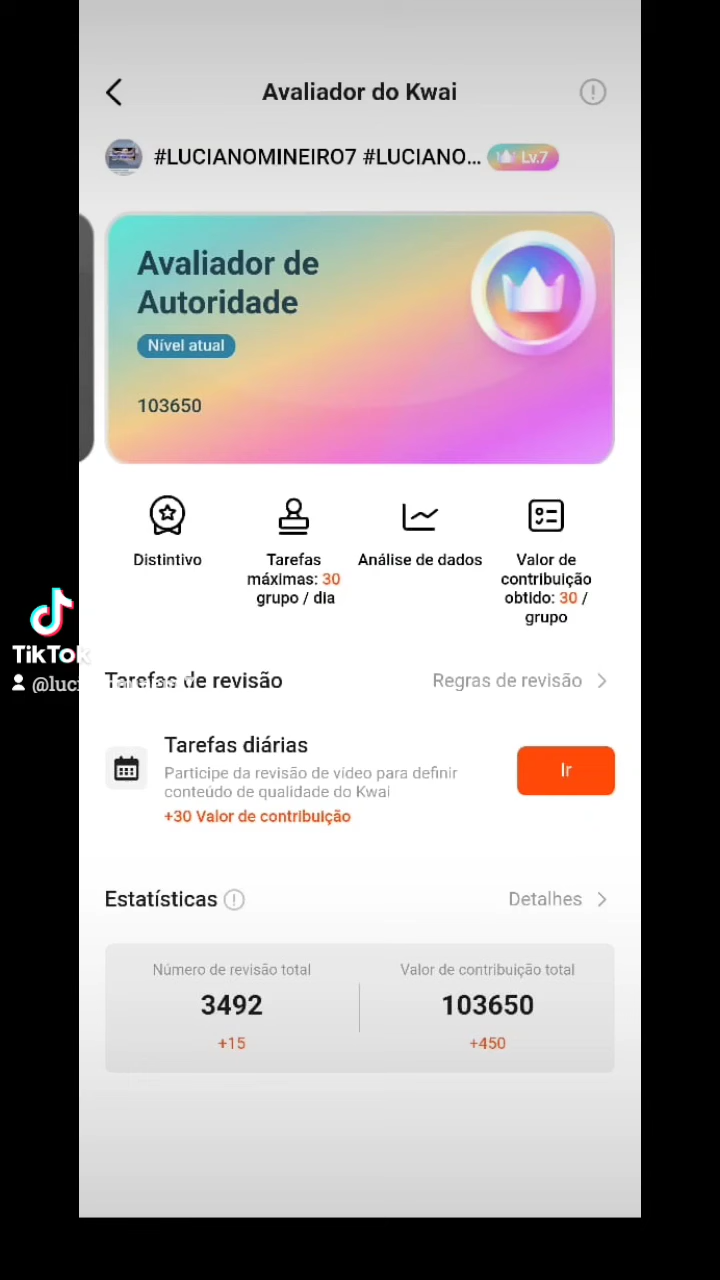 Avaliador do Kwai
#LUCIANOMINEIRO7 #LUCIANO... Lv.7
Avaliador de
Autoridade
Nível atual
103650
Distintivo
Tarefas
máximas: 30
grupo / dia
Análise de dados
Valor de
contribuição
obtido: 30 /
grupo
TikTok
Tarefas de revisão
Regras de revisão
Tarefas diárias
Participe da revisão de vídeo para definir
conteúdo de qualidade do Kwai
+30 Valor de contribuição
Ir
Estatísticas
Detalhes
Número de revisão total
3492
+15
Valor de contribuição total
103650
+450